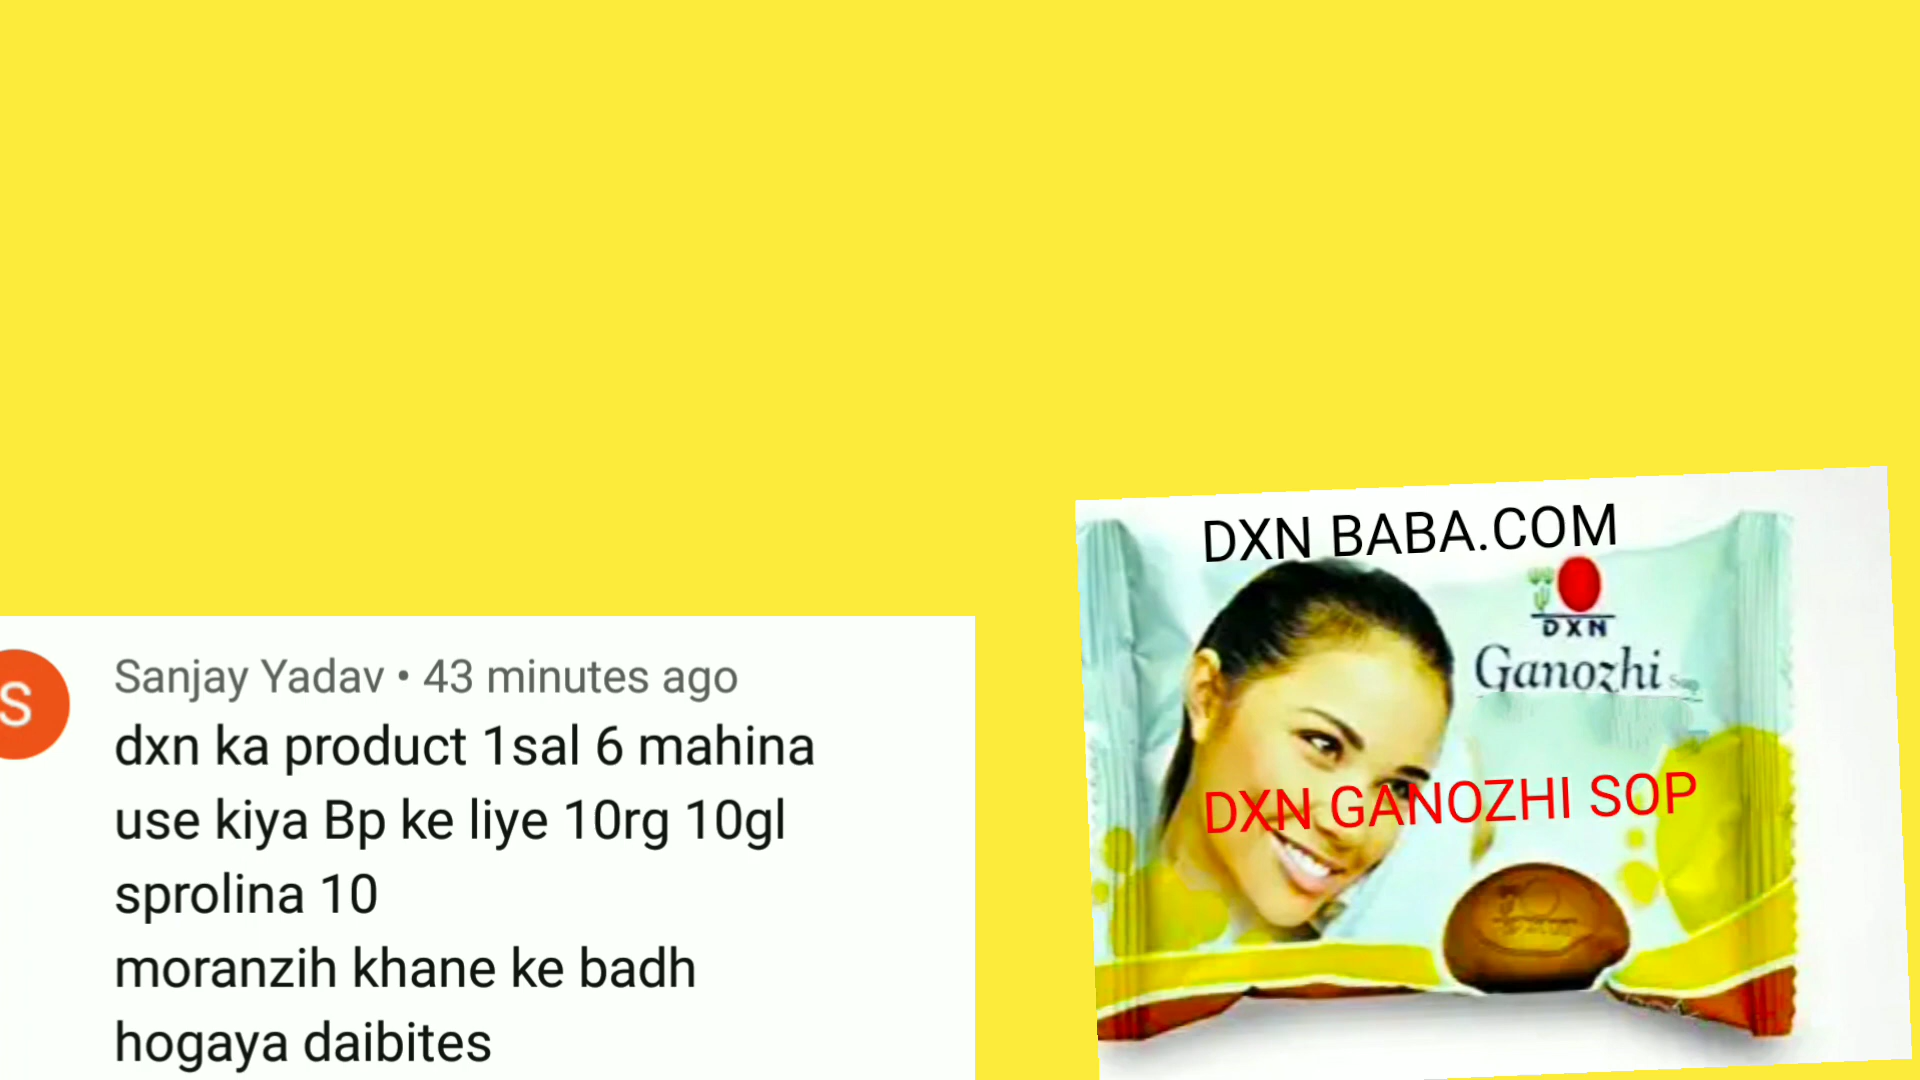 S
Sanjay Yadav • 43 minutes ago
dxn ka product 1sal 6 mahina
use kiya Bp ke liye 10rg 10gl
sprolina 10
moranzih khane ke badh
hogaya daibites
DXN BABA.COM
DXN
Ganozhi Soap
DXN GANOZHI SOP